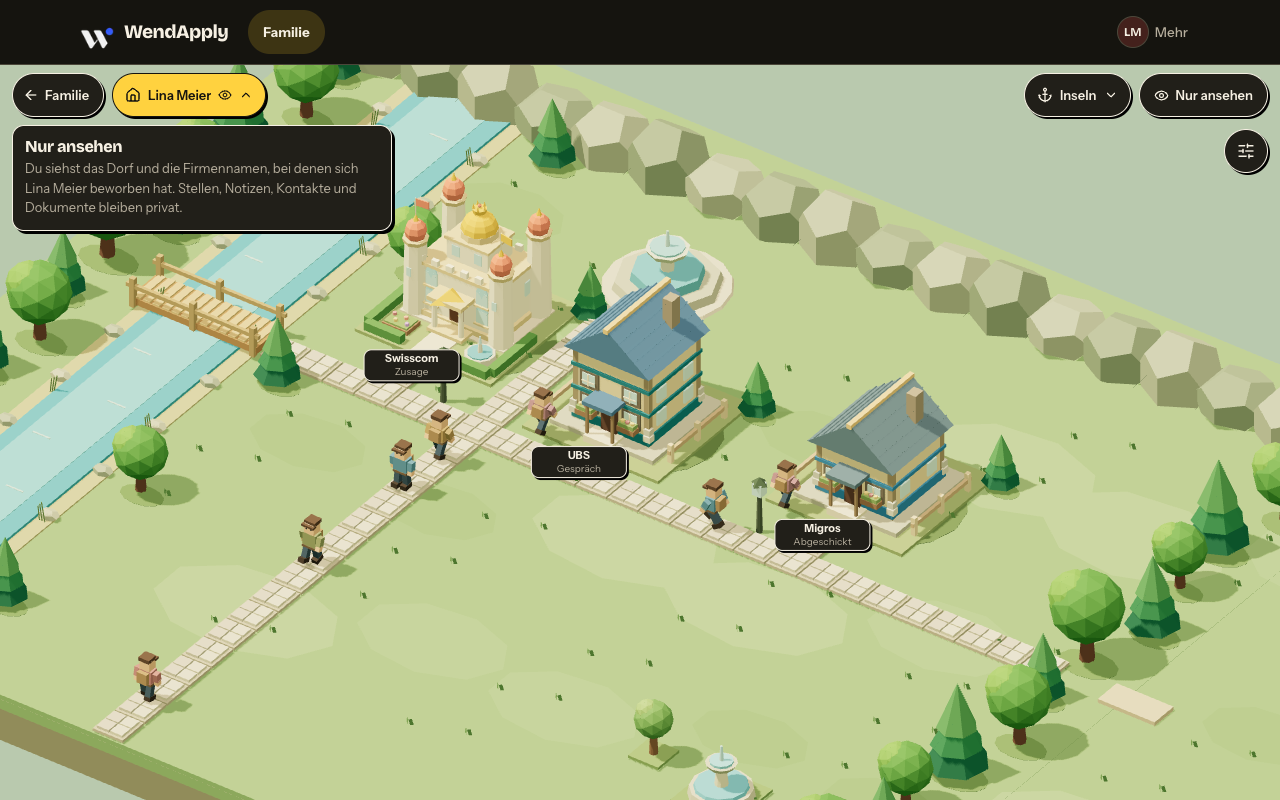 WendApply
Familie
LM
Mehr
Familie
Lina Meier
Inseln
Nur ansehen
Nur ansehen
Du siehst das Dorf und die Firmennamen, bei denen sich
Lina Meier beworben hat. Stellen, Notizen, Kontakte und
Dokumente bleiben privat.
Swisscom
Zusage
UBS
Gespräch
Migros
Abgeschickt